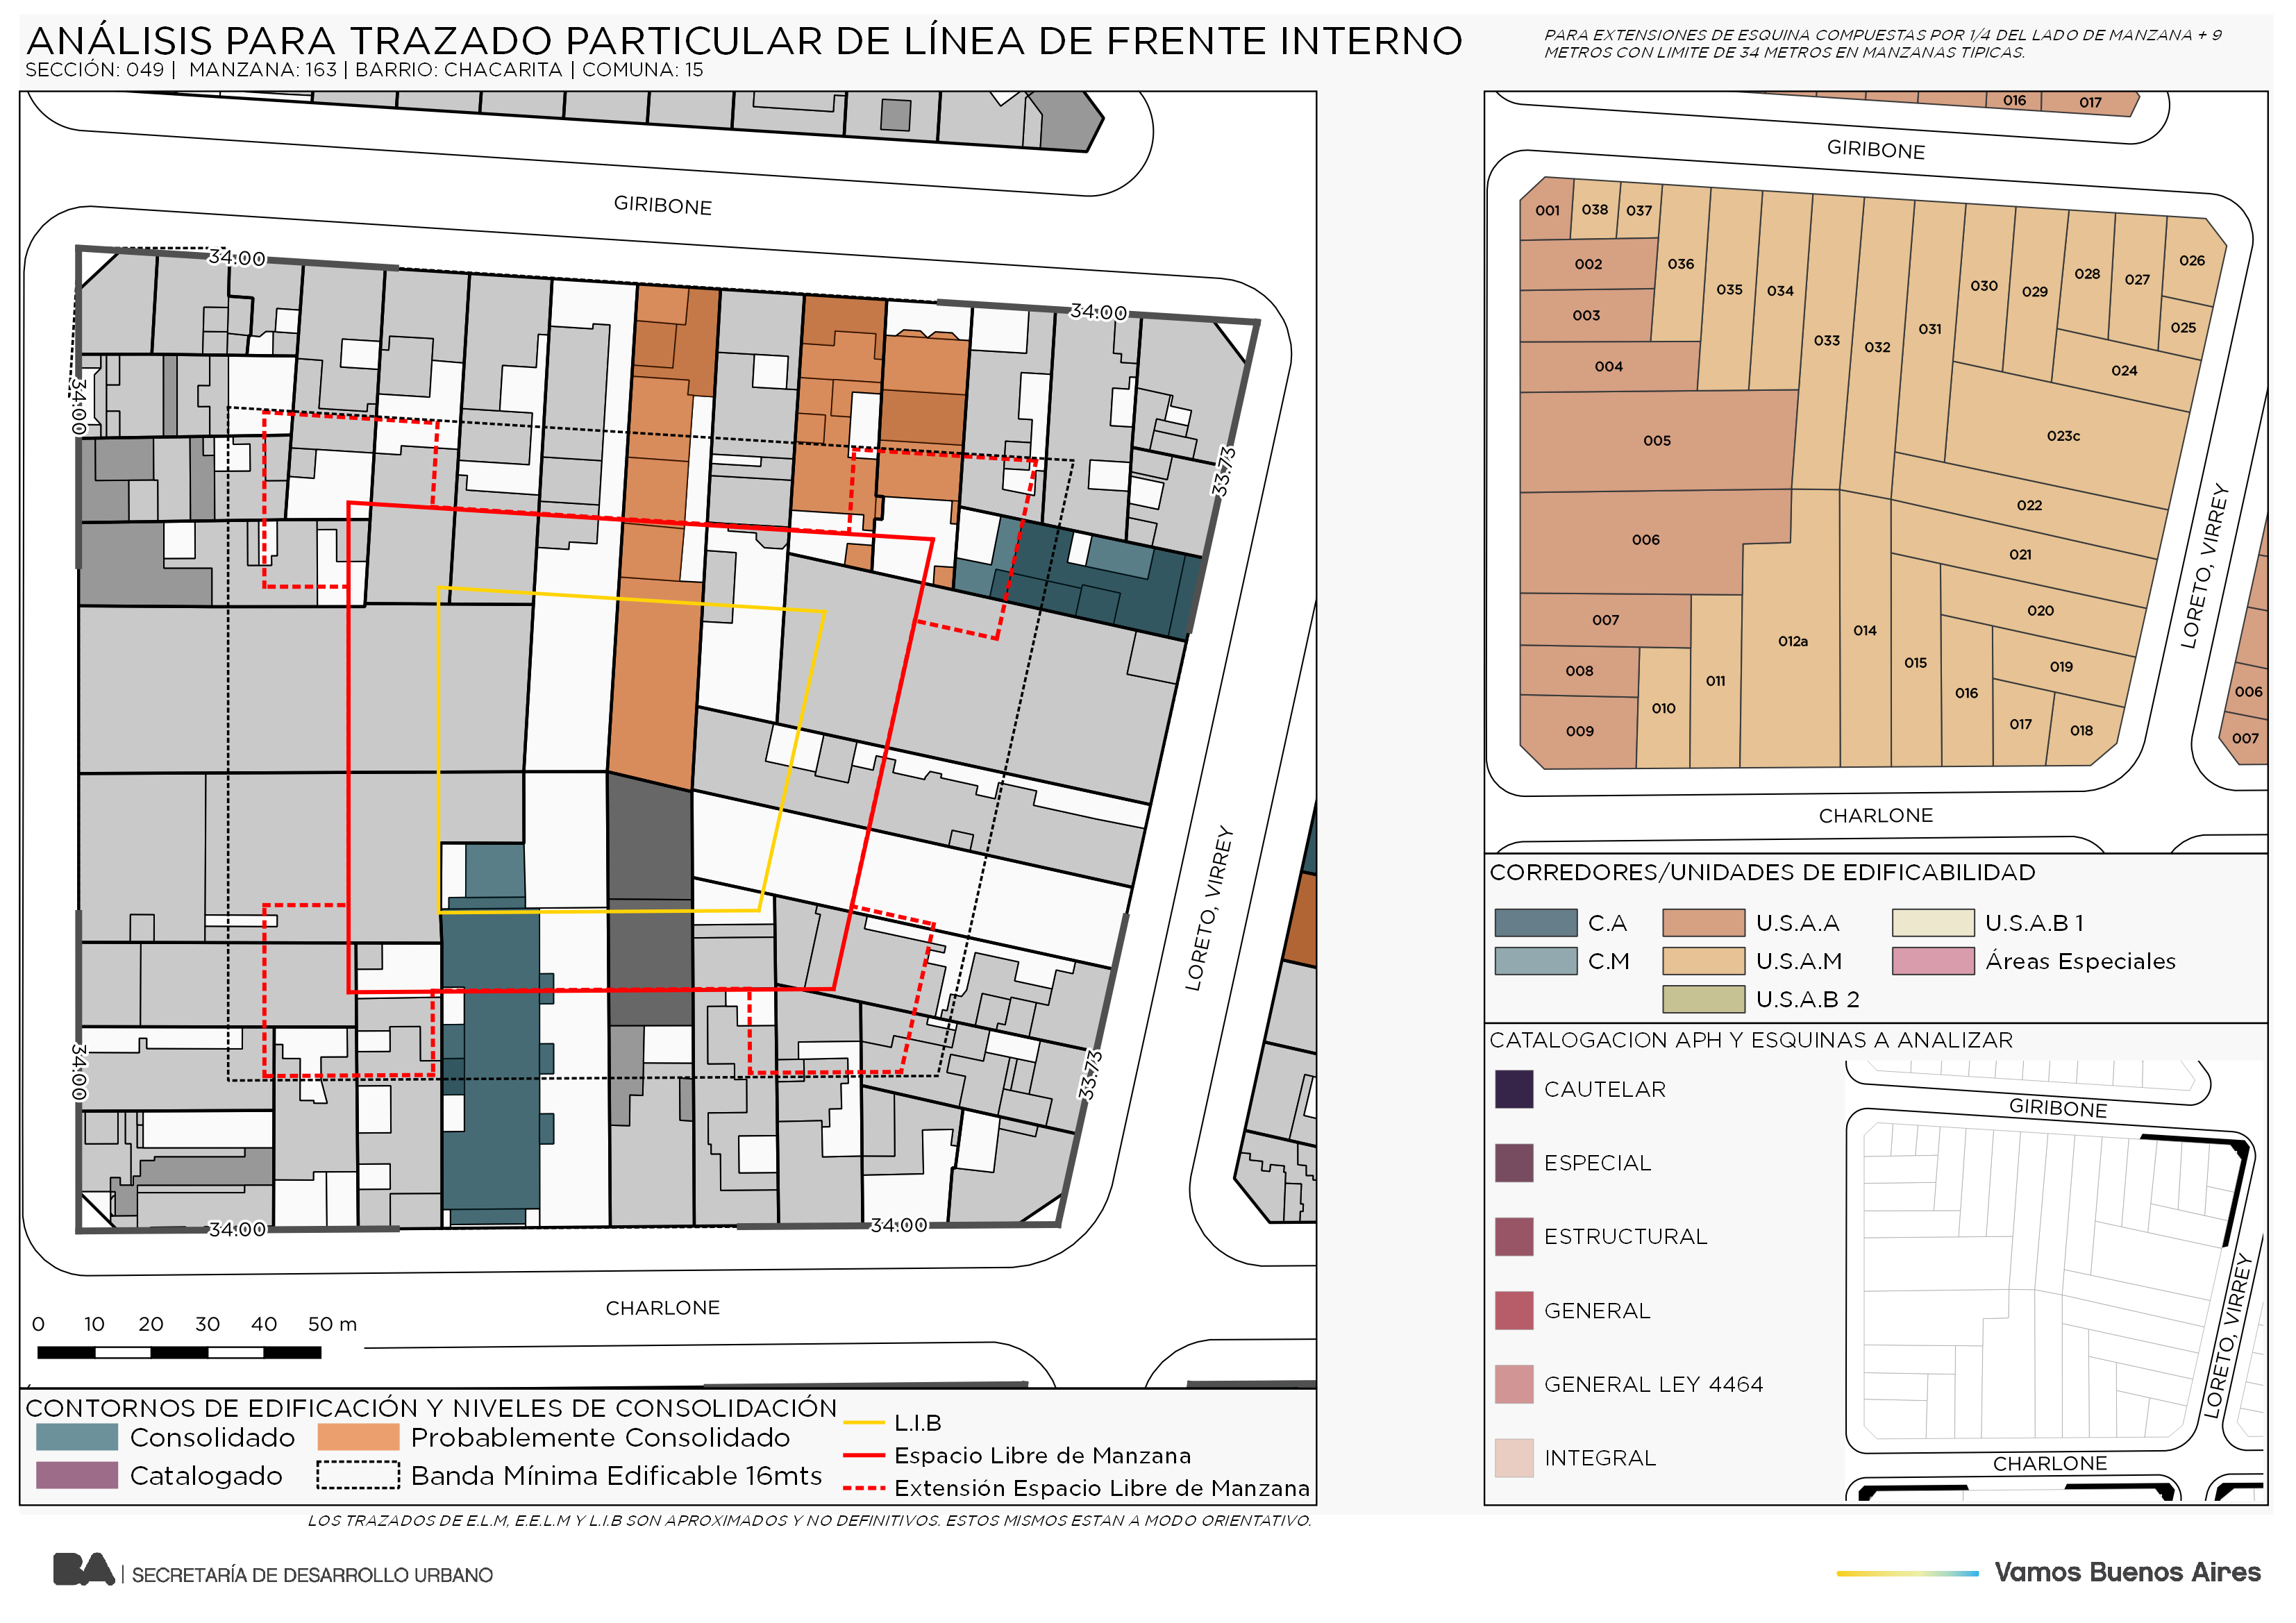 ANÁLISIS PARA TRAZADO PARTICULAR DE LÍNEA DE FRENTE INTERNO
SECCIÓN: 049 | MANZANA: 163 | BARRIO: CHACARITA | COMUNA: 15
PARA EXTENSIONES DE ESQUINA COMPUESTAS POR 1/4 DEL LADO DE MANZANA + 9
METROS CON LIMITE DE 34 METROS EN MANZANAS TIPICAS.
GIRIBONE
34.00
34.00
34.00
33.73
LORETO, VIRREY
34.00
33.73
34.00
34.00
CHARLONE
0 10 20 30 40 50 m
CONTORNOS DE EDIFICACIÓN Y NIVELES DE CONSOLIDACIÓN
Consolidado
Probablemente Consolidado
Catalogado
Banda Mínima Edificable 16mts
L.I.B
Espacio Libre de Manzana
Extensión Espacio Libre de Manzana
LOS TRAZADOS DE E.L.M, E.E.L.M Y L.I.B SON APROXIMADOS Y NO DEFINITIVOS. ESTOS MISMOS ESTAN A MODO ORIENTATIVO.
016 017
GIRIBONE
001 038 037
002 036
003 035 034
004 033 032 031 030 029 028 027 026
025
024
005 023c
006 022
021
007 012a 014 020
008 011 015 019
009 010 016 017 018
LORETO, VIRREY
006
007
CHARLONE
CORREDORES/UNIDADES DE EDIFICABILIDAD
C.A U.S.A.A U.S.A.B 1
C.M U.S.A.M Áreas Especiales
U.S.A.B 2
CATALOGACION APH Y ESQUINAS A ANALIZAR
CAUTELAR
ESPECIAL
ESTRUCTURAL
GENERAL
GENERAL LEY 4464
INTEGRAL
GIRIBONE
LORETO, VIRREY
CHARLONE
BA | SECRETARÍA DE DESARROLLO URBANO
Vamos Buenos Aires